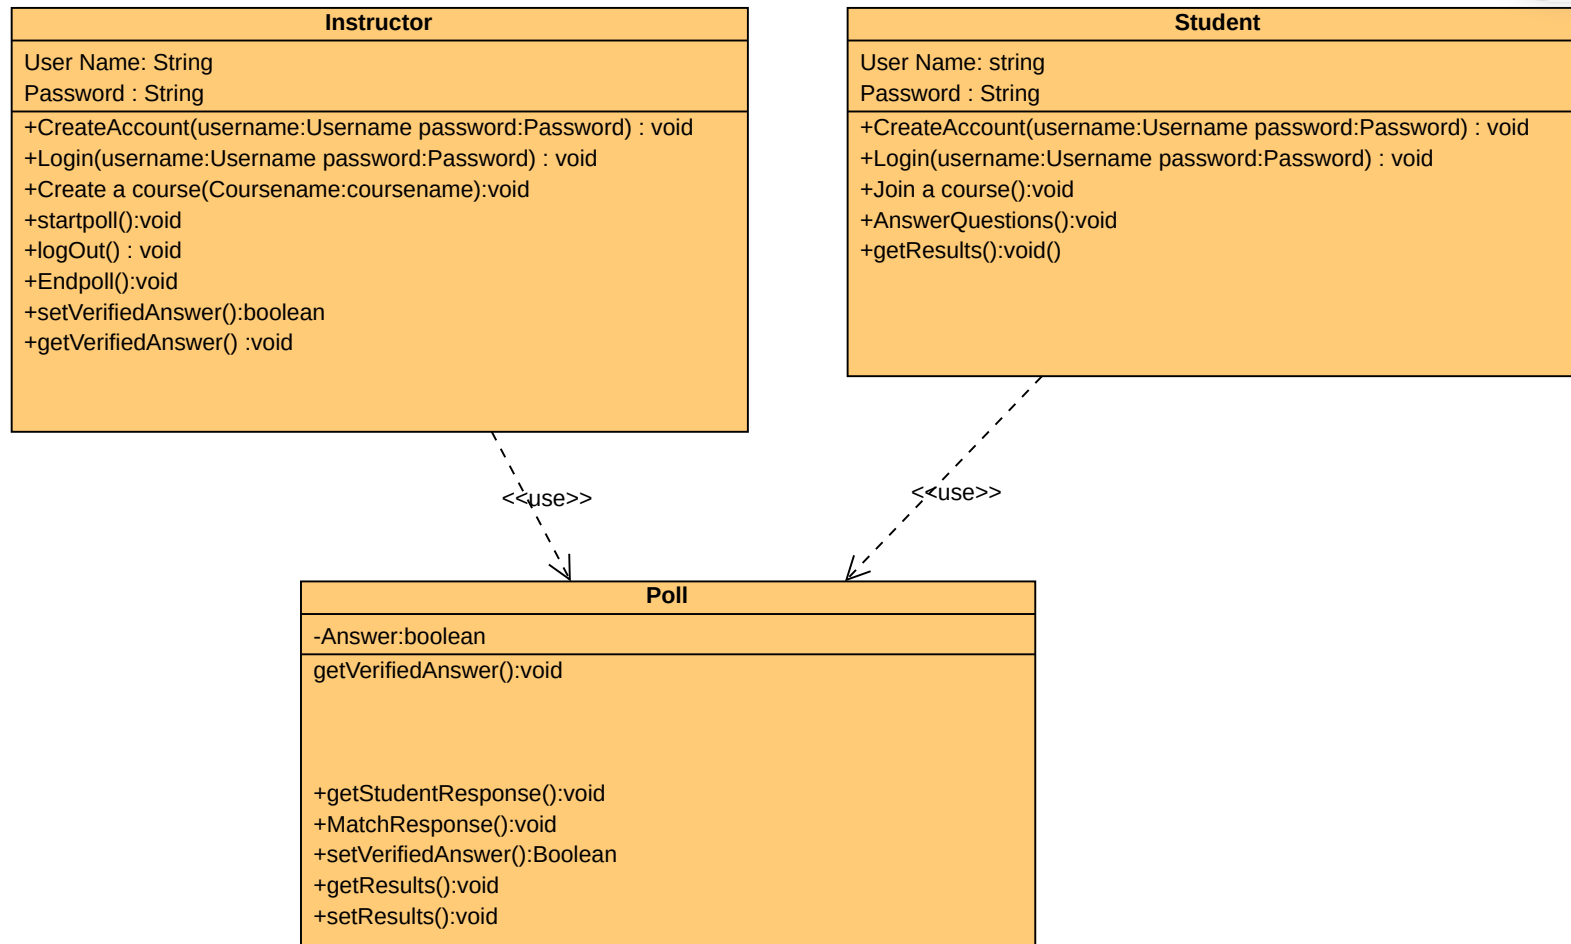 Instructor
User Name: String
Password : String
+CreateAccount(username:Username password:Password) : void
+Login(username:Username password:Password) : void
+Create a course(Coursename:coursename):void
+startpoll():void
+logOut() : void
+Endpoll():void
+setVerifiedAnswer():boolean
+getVerifiedAnswer() :void
Student
User Name: string
Password : String
+CreateAccount(username:Username password:Password) : void
+Login(username:Username password:Password) : void
+Join a course():void
+AnswerQuestions():void
+getResults():void()
<<use>>
<<use>>
Poll
-Answer:boolean
getVerifiedAnswer():void
+getStudentResponse():void
+MatchResponse():void
+setVerifiedAnswer():Boolean
+getResults():void
+setResults():void